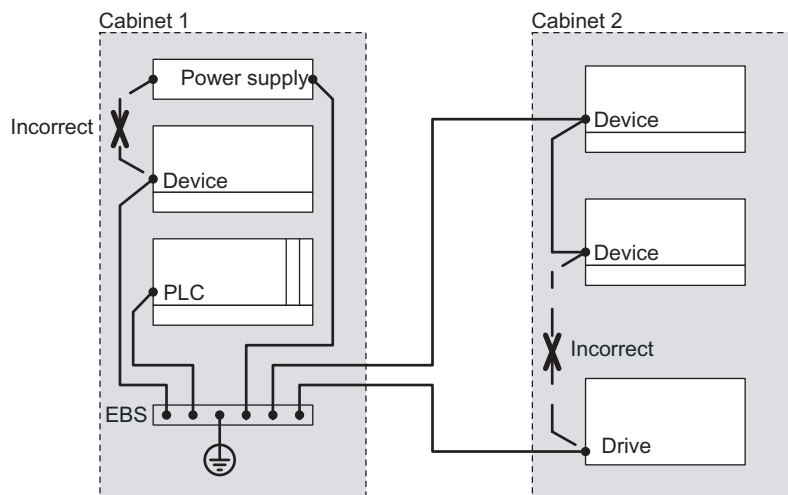 Cabinet 1
Power supply
Incorrect
Device
PLC
EBS
Cabinet 2
Device
Device
Incorrect
Drive